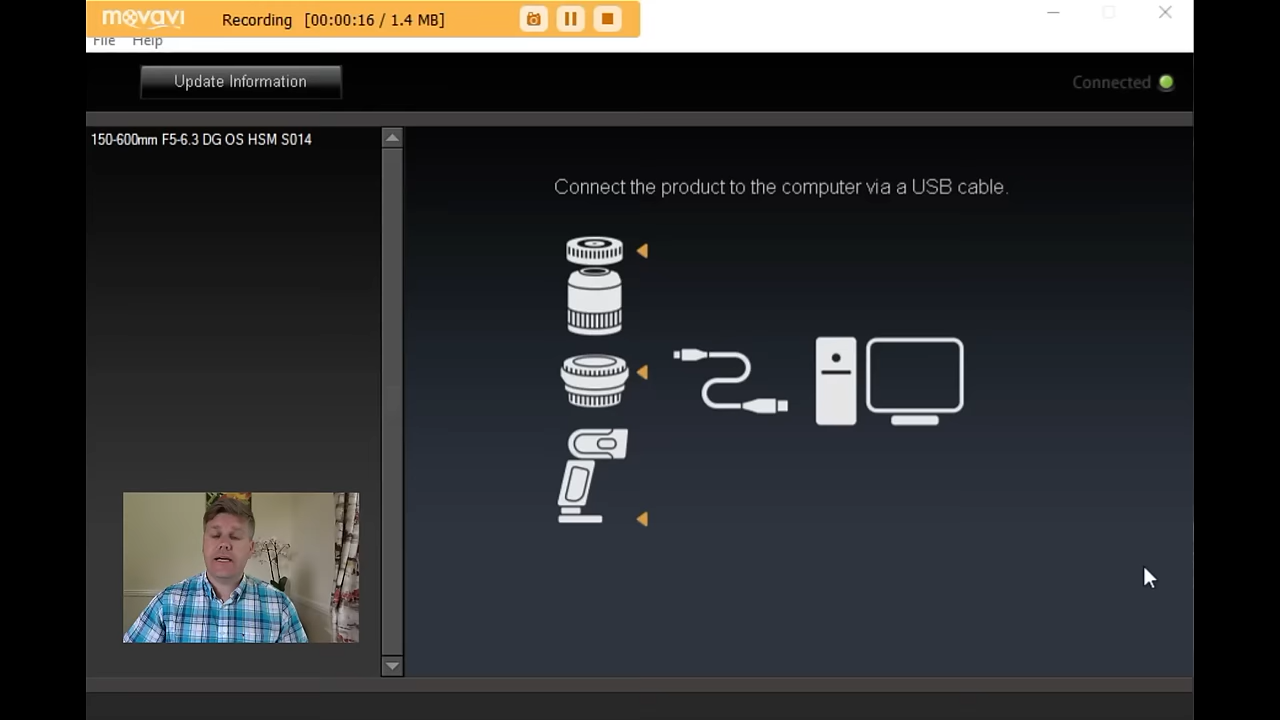 movavi Recording [00:00:16 / 1.4 MB]
File Help
Update Information
Connected
150-600mm F5-6.3 DG OS HSM S014
Connect the product to the computer via a USB cable.